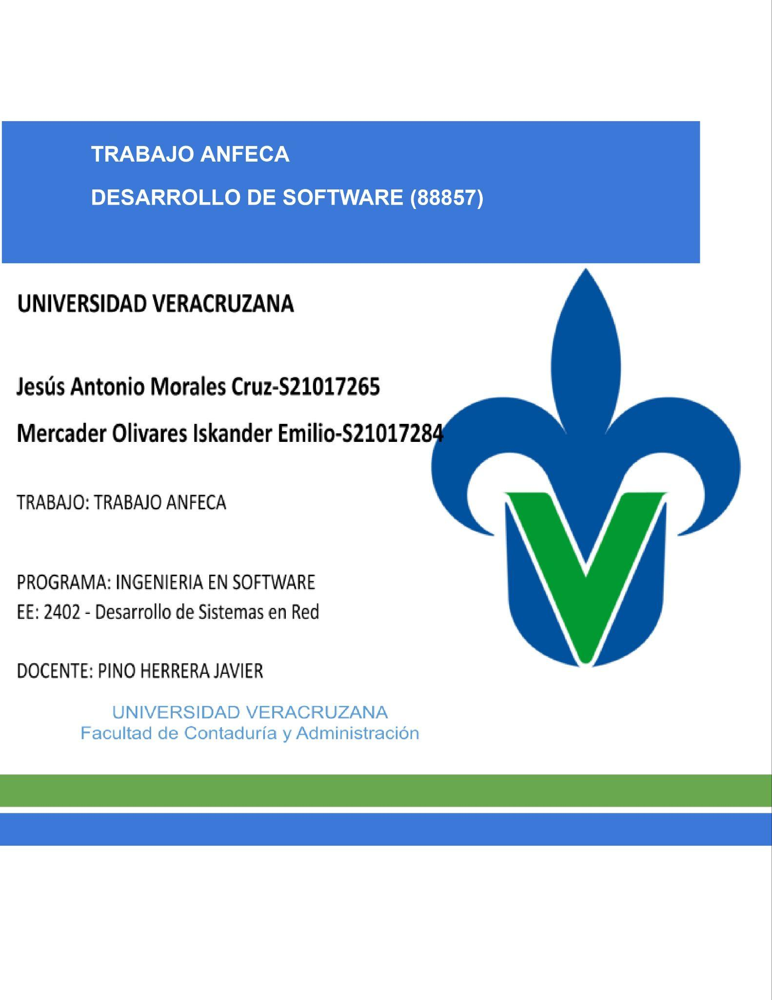 TRABAJO ANFECA
DESARROLLO DE SOFTWARE (88857)
UNIVERSIDAD VERACRUZANA
Jesús Antonio Morales Cruz-S21017265
Mercader Olivares Iskander Emilio-S21017284
TRABAJO: TRABAJO ANFECA
PROGRAMA: INGENIERIA EN SOFTWARE
EE: 2402 - Desarrollo de Sistemas en Red
DOCENTE: PINO HERRERA JAVIER
UNIVERSIDAD VERACRUZANA
Facultad de Contaduría y Administración